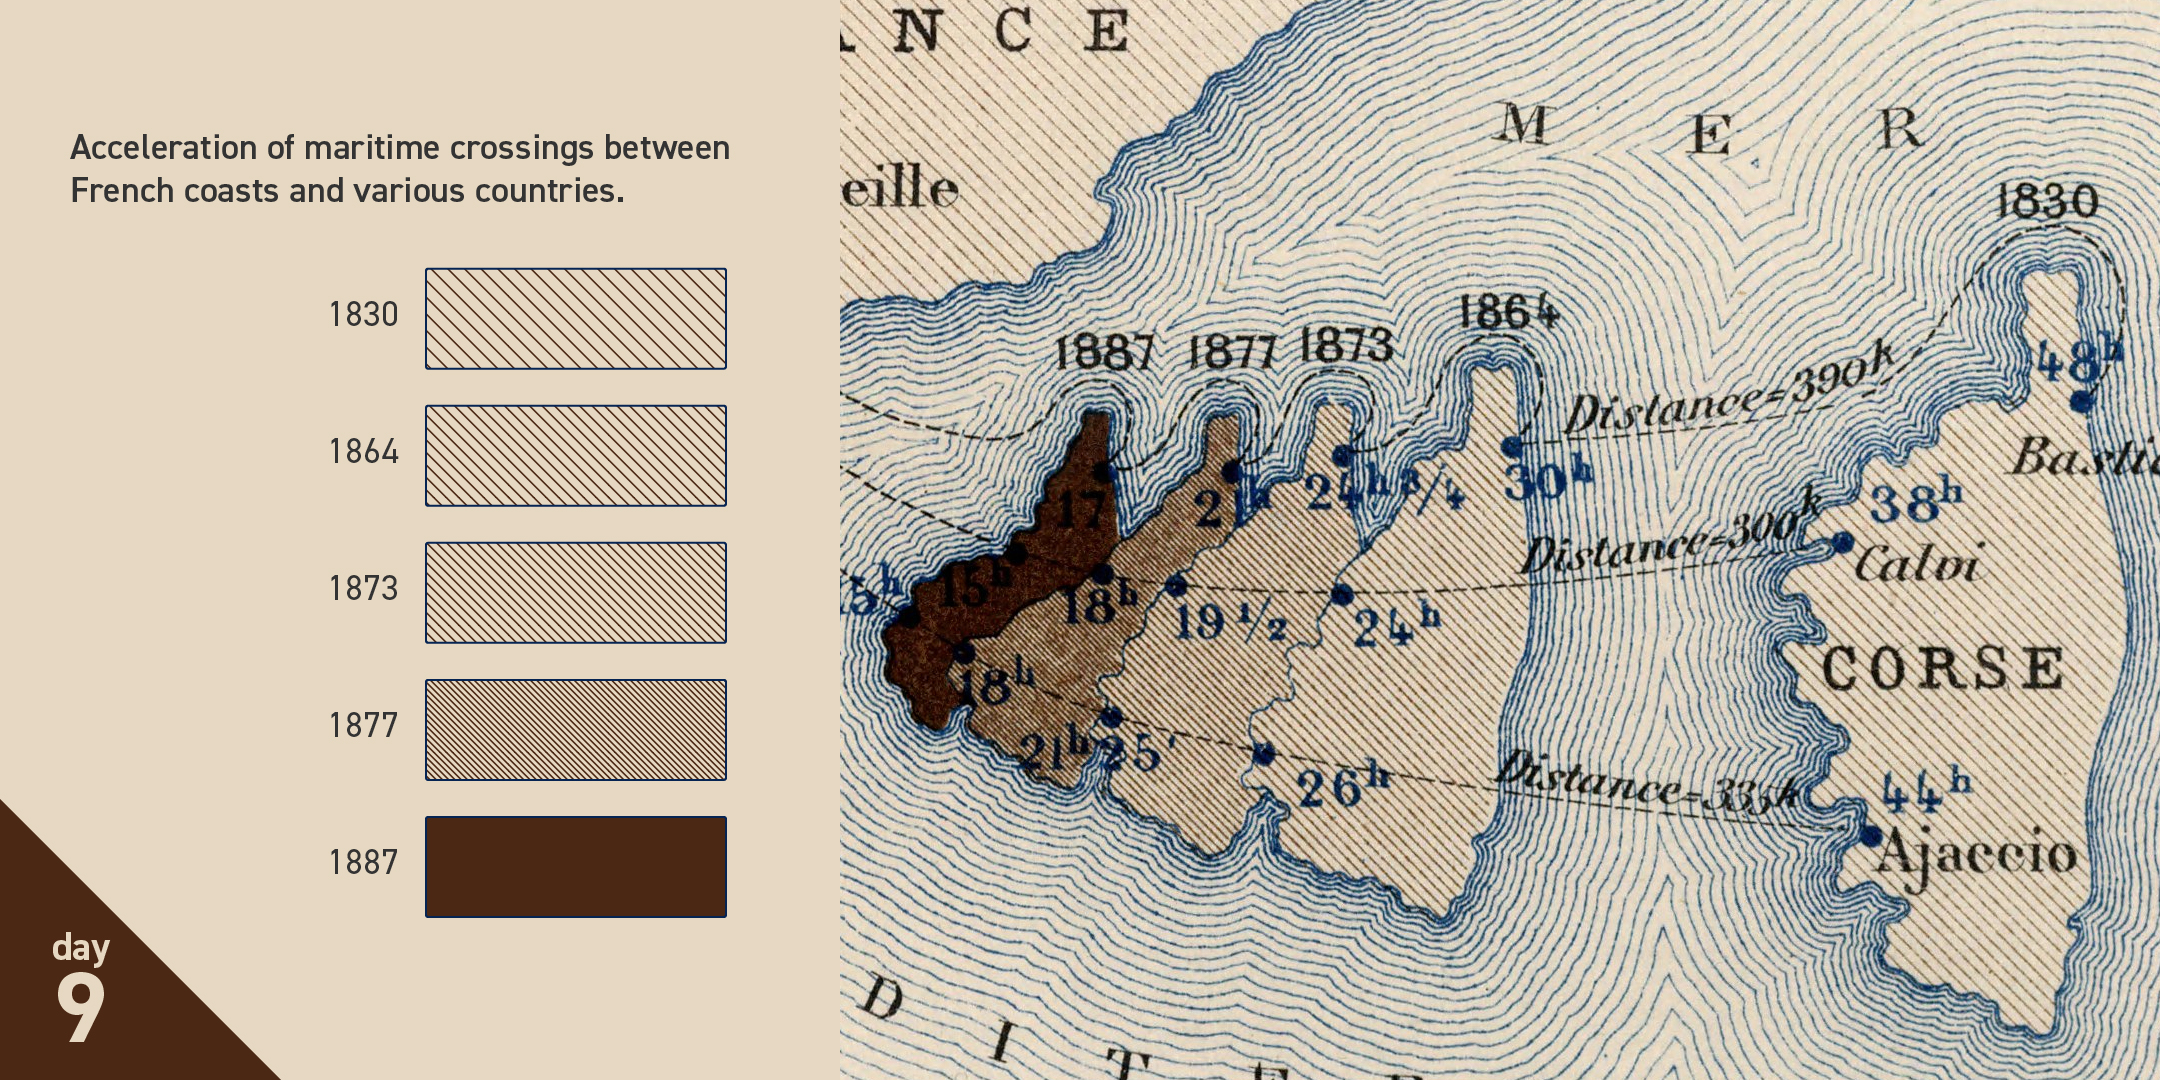 Acceleration of maritime crossings between
French coasts and various countries.
1830
1864
1873
1877
1887
day
9
NCE
eille
MER
1830
1864
1887 1877 1873
Distance=390k
48h
Bastia
17
21h
24h 3/4
30h
38h
Distance=300k
Calvi
15h
18h
19 1/2
24h
CORSE
18h
21h 25'
26h
Distance=335k
44h
Ajaccio
DIT